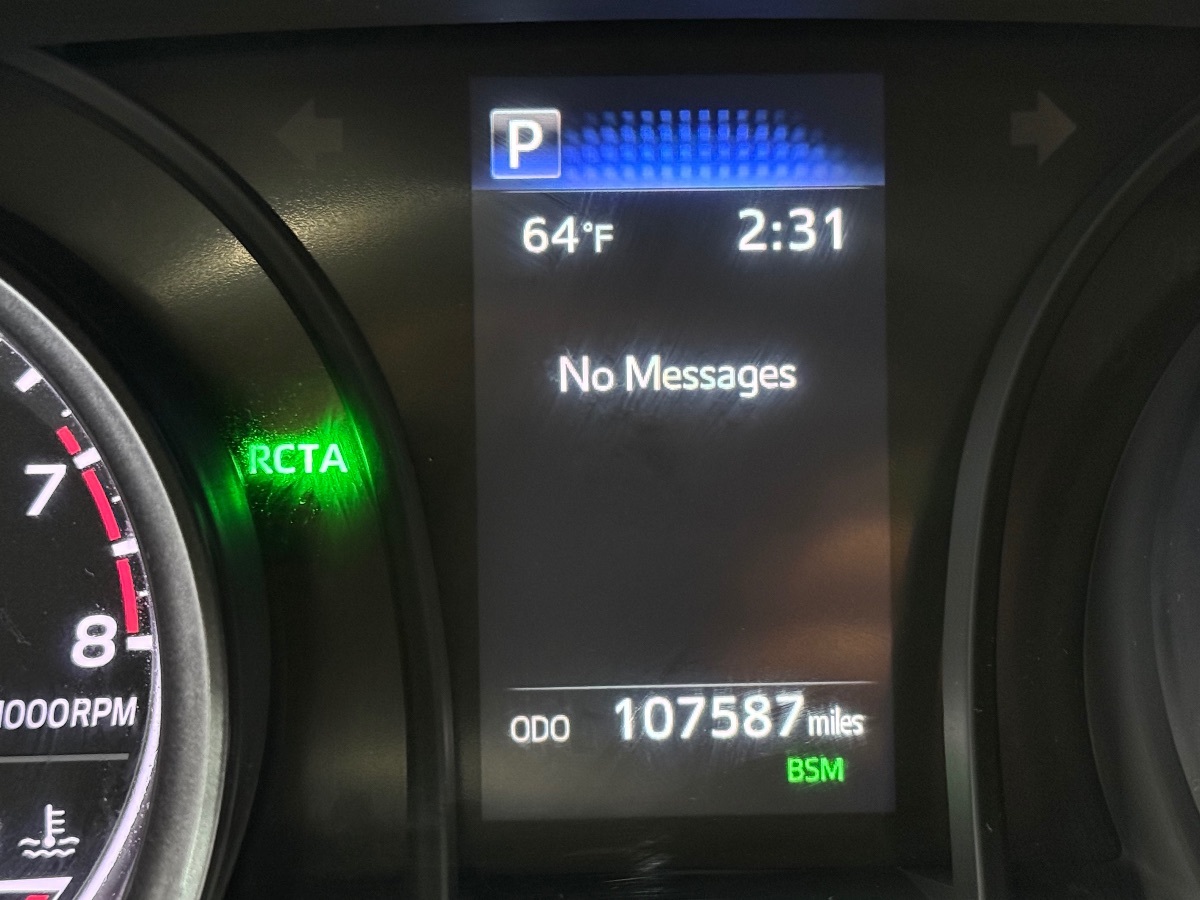 P
64°F 2:31
No Messages
RCTA
7
8
1000RPM
ODO 107587 miles
BSM